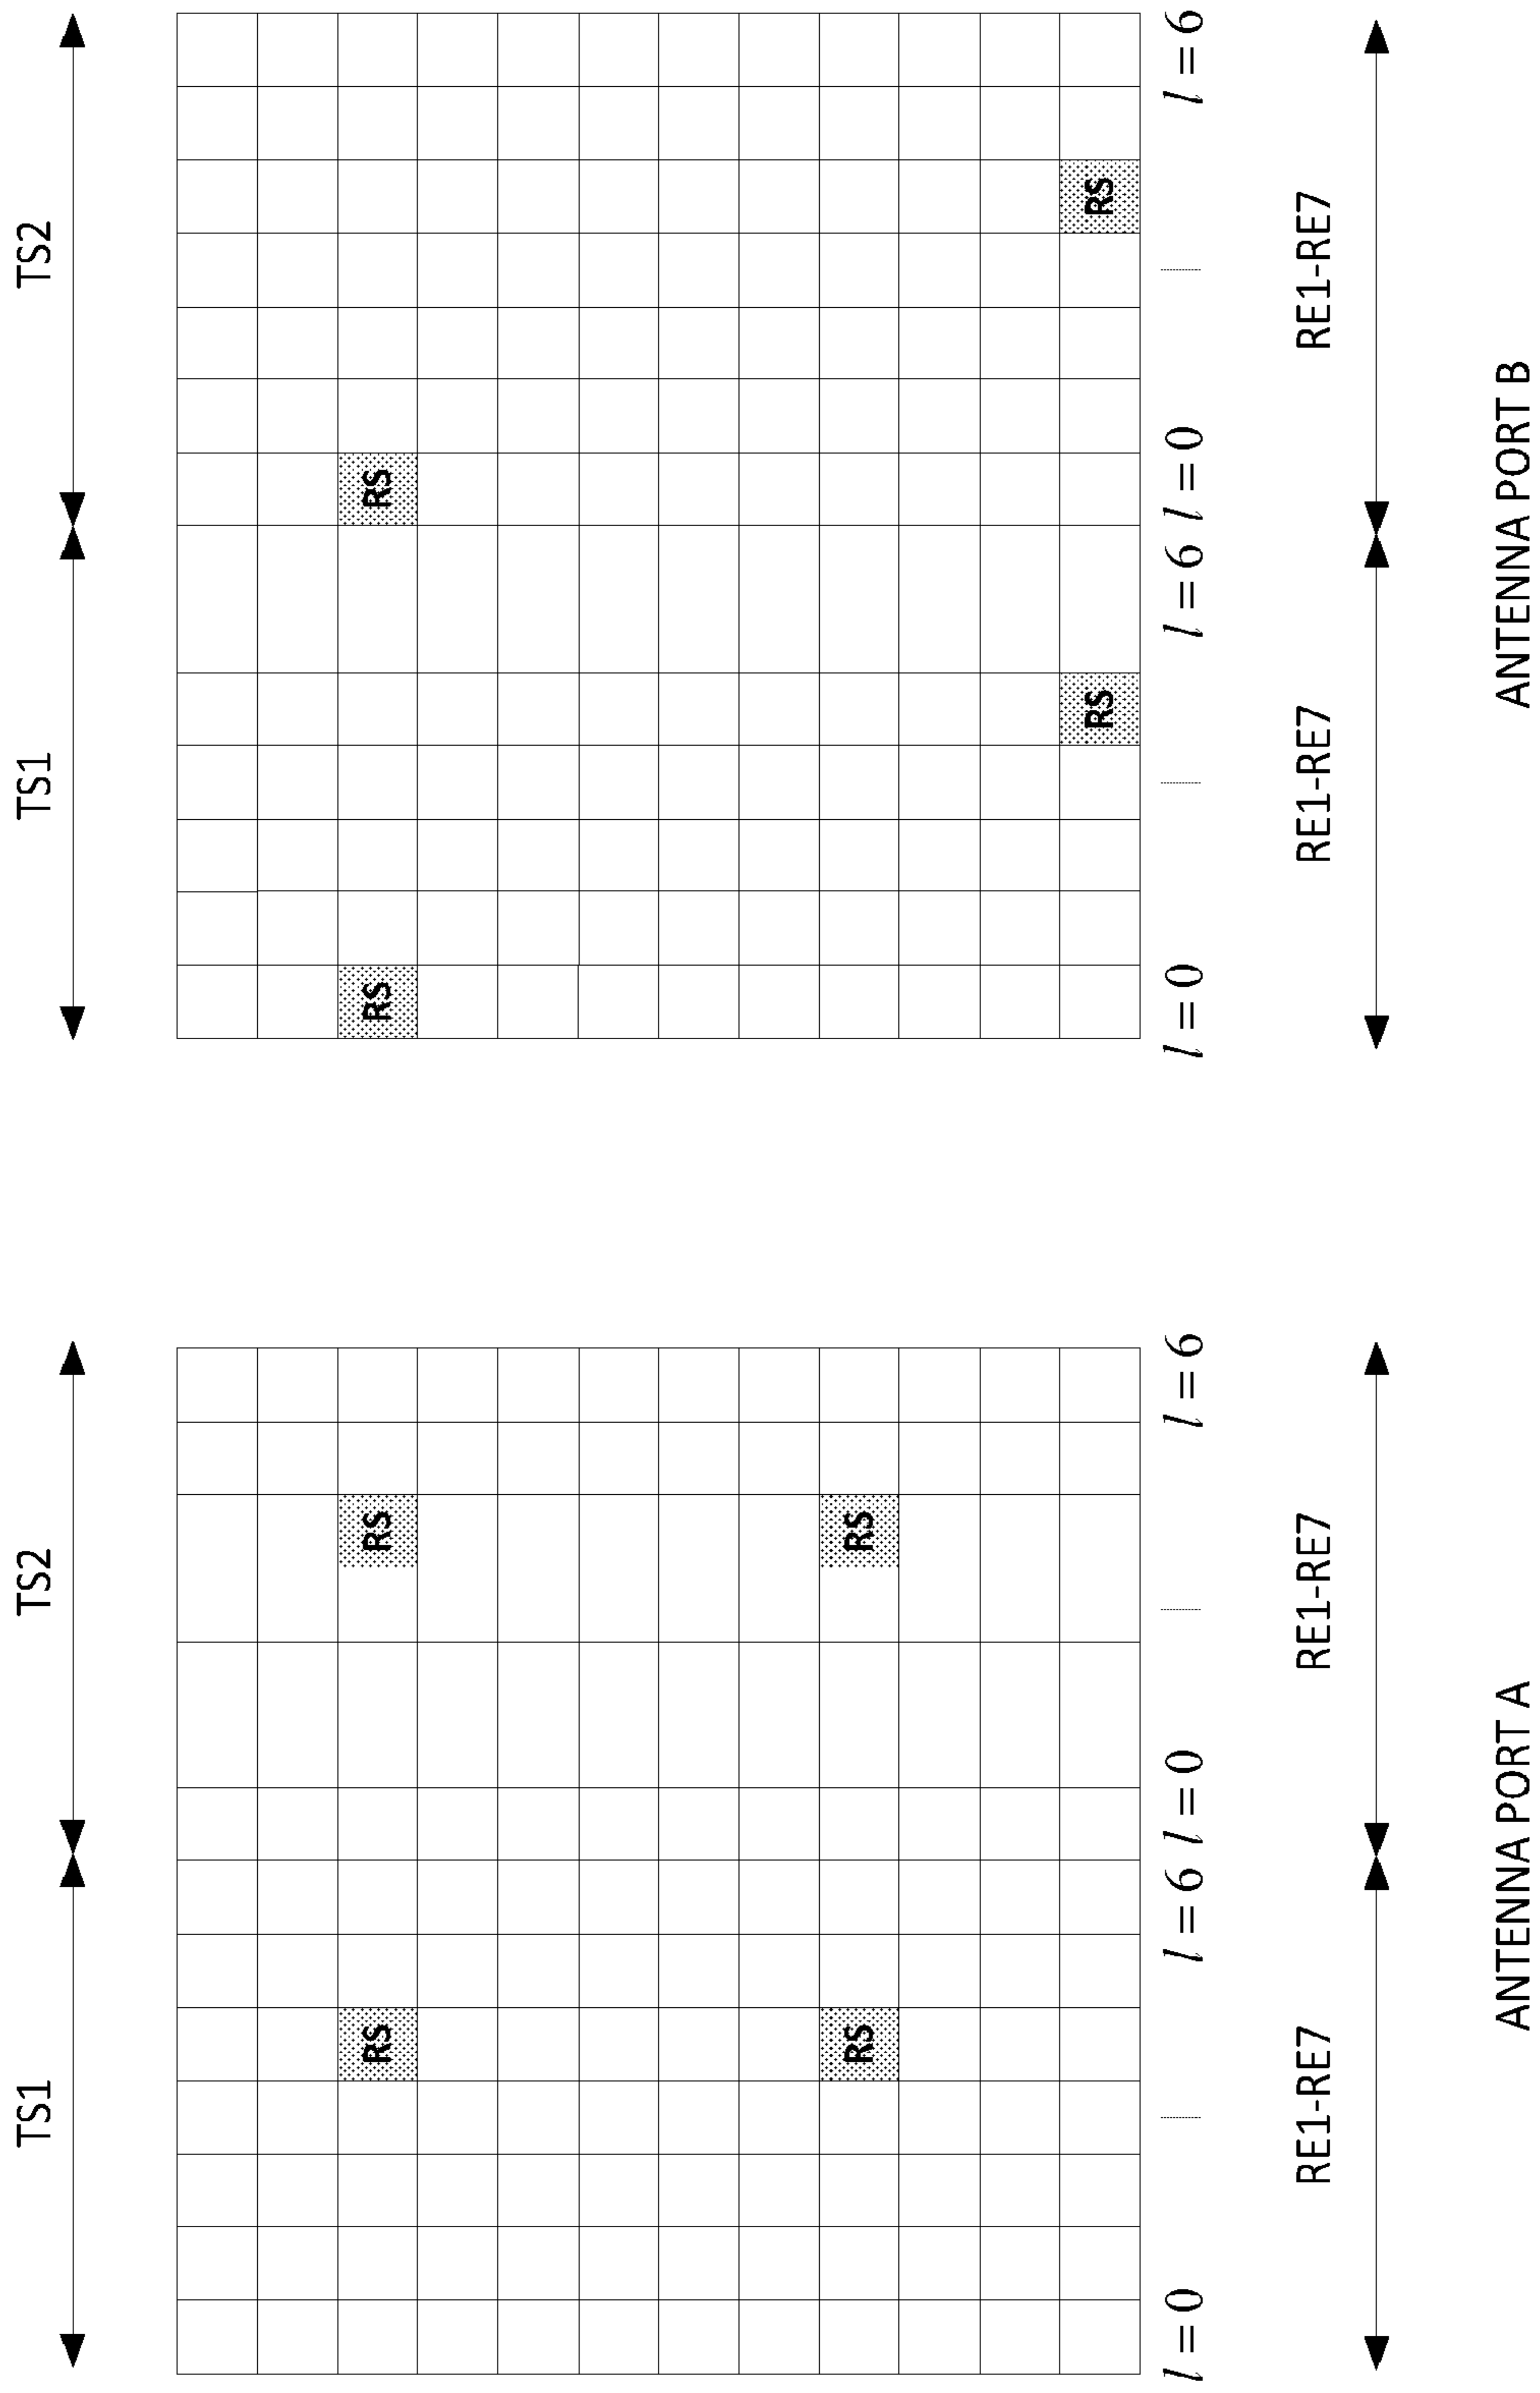 TS1 TS2 TS1 TS2
RS RS RS RS
RS RS
RS RS
l = 0 l = 6 l = 0 l = 6 l = 0 l = 6 l = 0 l = 6
RE1-RE7 RE1-RE7 RE1-RE7 RE1-RE7
ANTENNA PORT A ANTENNA PORT B